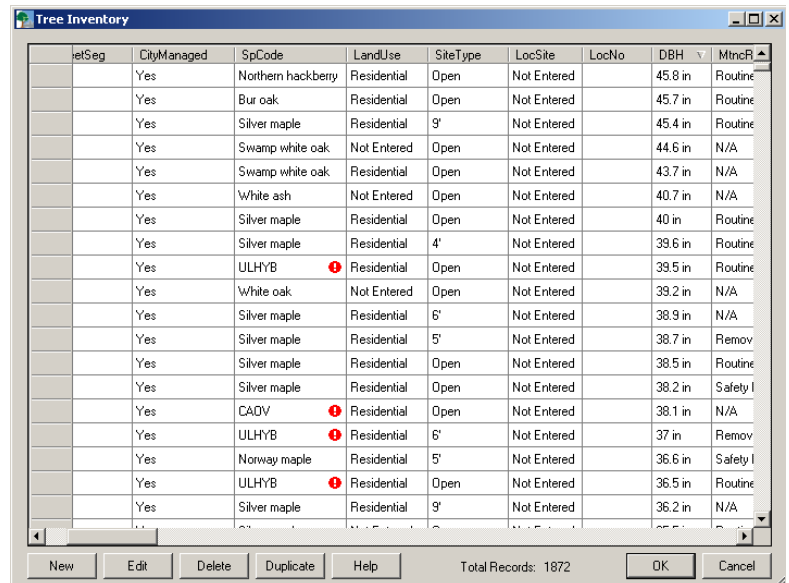 Tree Inventory
eetSeg CityManaged SpCode LandUse SiteType LocSite LocNo DBH MtncR
Yes Northern hackberry Residential Open Not Entered 45.8 in Routine
Yes Bur oak Residential Open Not Entered 45.7 in Routine
Yes Silver maple Residential 9' Not Entered 45.4 in Routine
Yes Swamp white oak Not Entered Open Not Entered 44.6 in N/A
Yes Swamp white oak Residential Open Not Entered 43.7 in N/A
Yes White ash Not Entered Open Not Entered 40.7 in N/A
Yes Silver maple Residential Open Not Entered 40 in Routine
Yes Silver maple Residential 4' Not Entered 39.6 in Routine
Yes ULHYB Residential Open Not Entered 39.5 in Routine
Yes White oak Not Entered Open Not Entered 39.2 in N/A
Yes Silver maple Residential 6' Not Entered 38.9 in N/A
Yes Silver maple Residential 5' Not Entered 38.7 in Remov
Yes Silver maple Residential Open Not Entered 38.5 in Routine
Yes Silver maple Residential Open Not Entered 38.2 in Safety
Yes CAOV Residential Open Not Entered 38.1 in N/A
Yes ULHYB Residential 6' Not Entered 37 in Remov
Yes Norway maple Residential 5' Not Entered 36.6 in Safety
Yes ULHYB Residential Open Not Entered 36.5 in Routine
Yes Silver maple Residential 9' Not Entered 36.2 in N/A
New Edit Delete Duplicate Help Total Records: 1872 OK Cancel